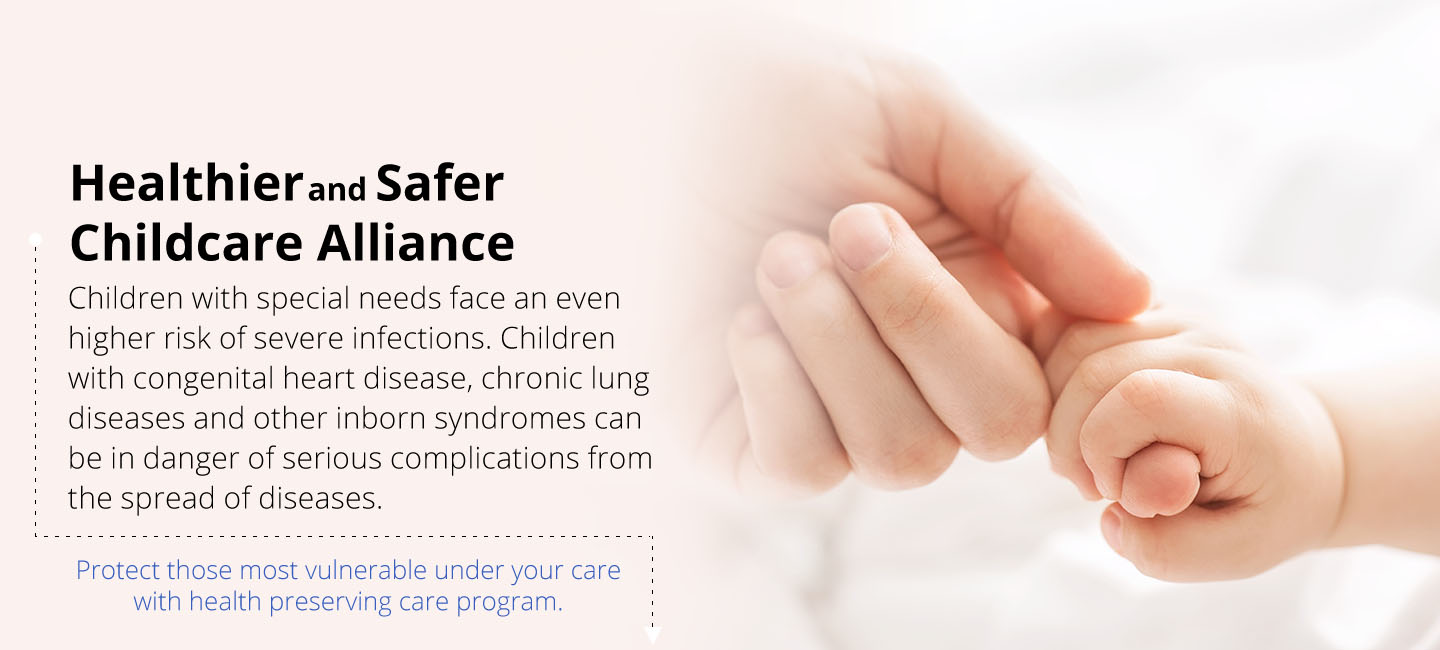 Healthier and Safer
Childcare Alliance
Children with special needs face an even
higher risk of severe infections. Children
with congenital heart disease, chronic lung
diseases and other inborn syndromes can
be in danger of serious complications from
the spread of diseases.
Protect those most vulnerable under your care
with health preserving care program.